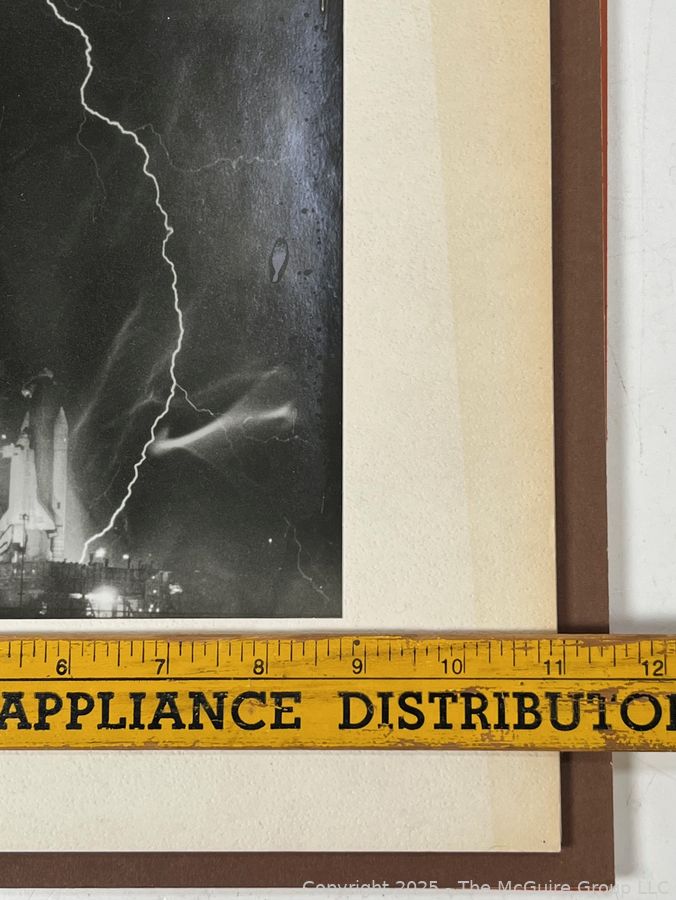 6 7 8 9 10 11 12
APPLIANCE DISTRIBUTO
Copyright 2025 - The McGuire Group LLC